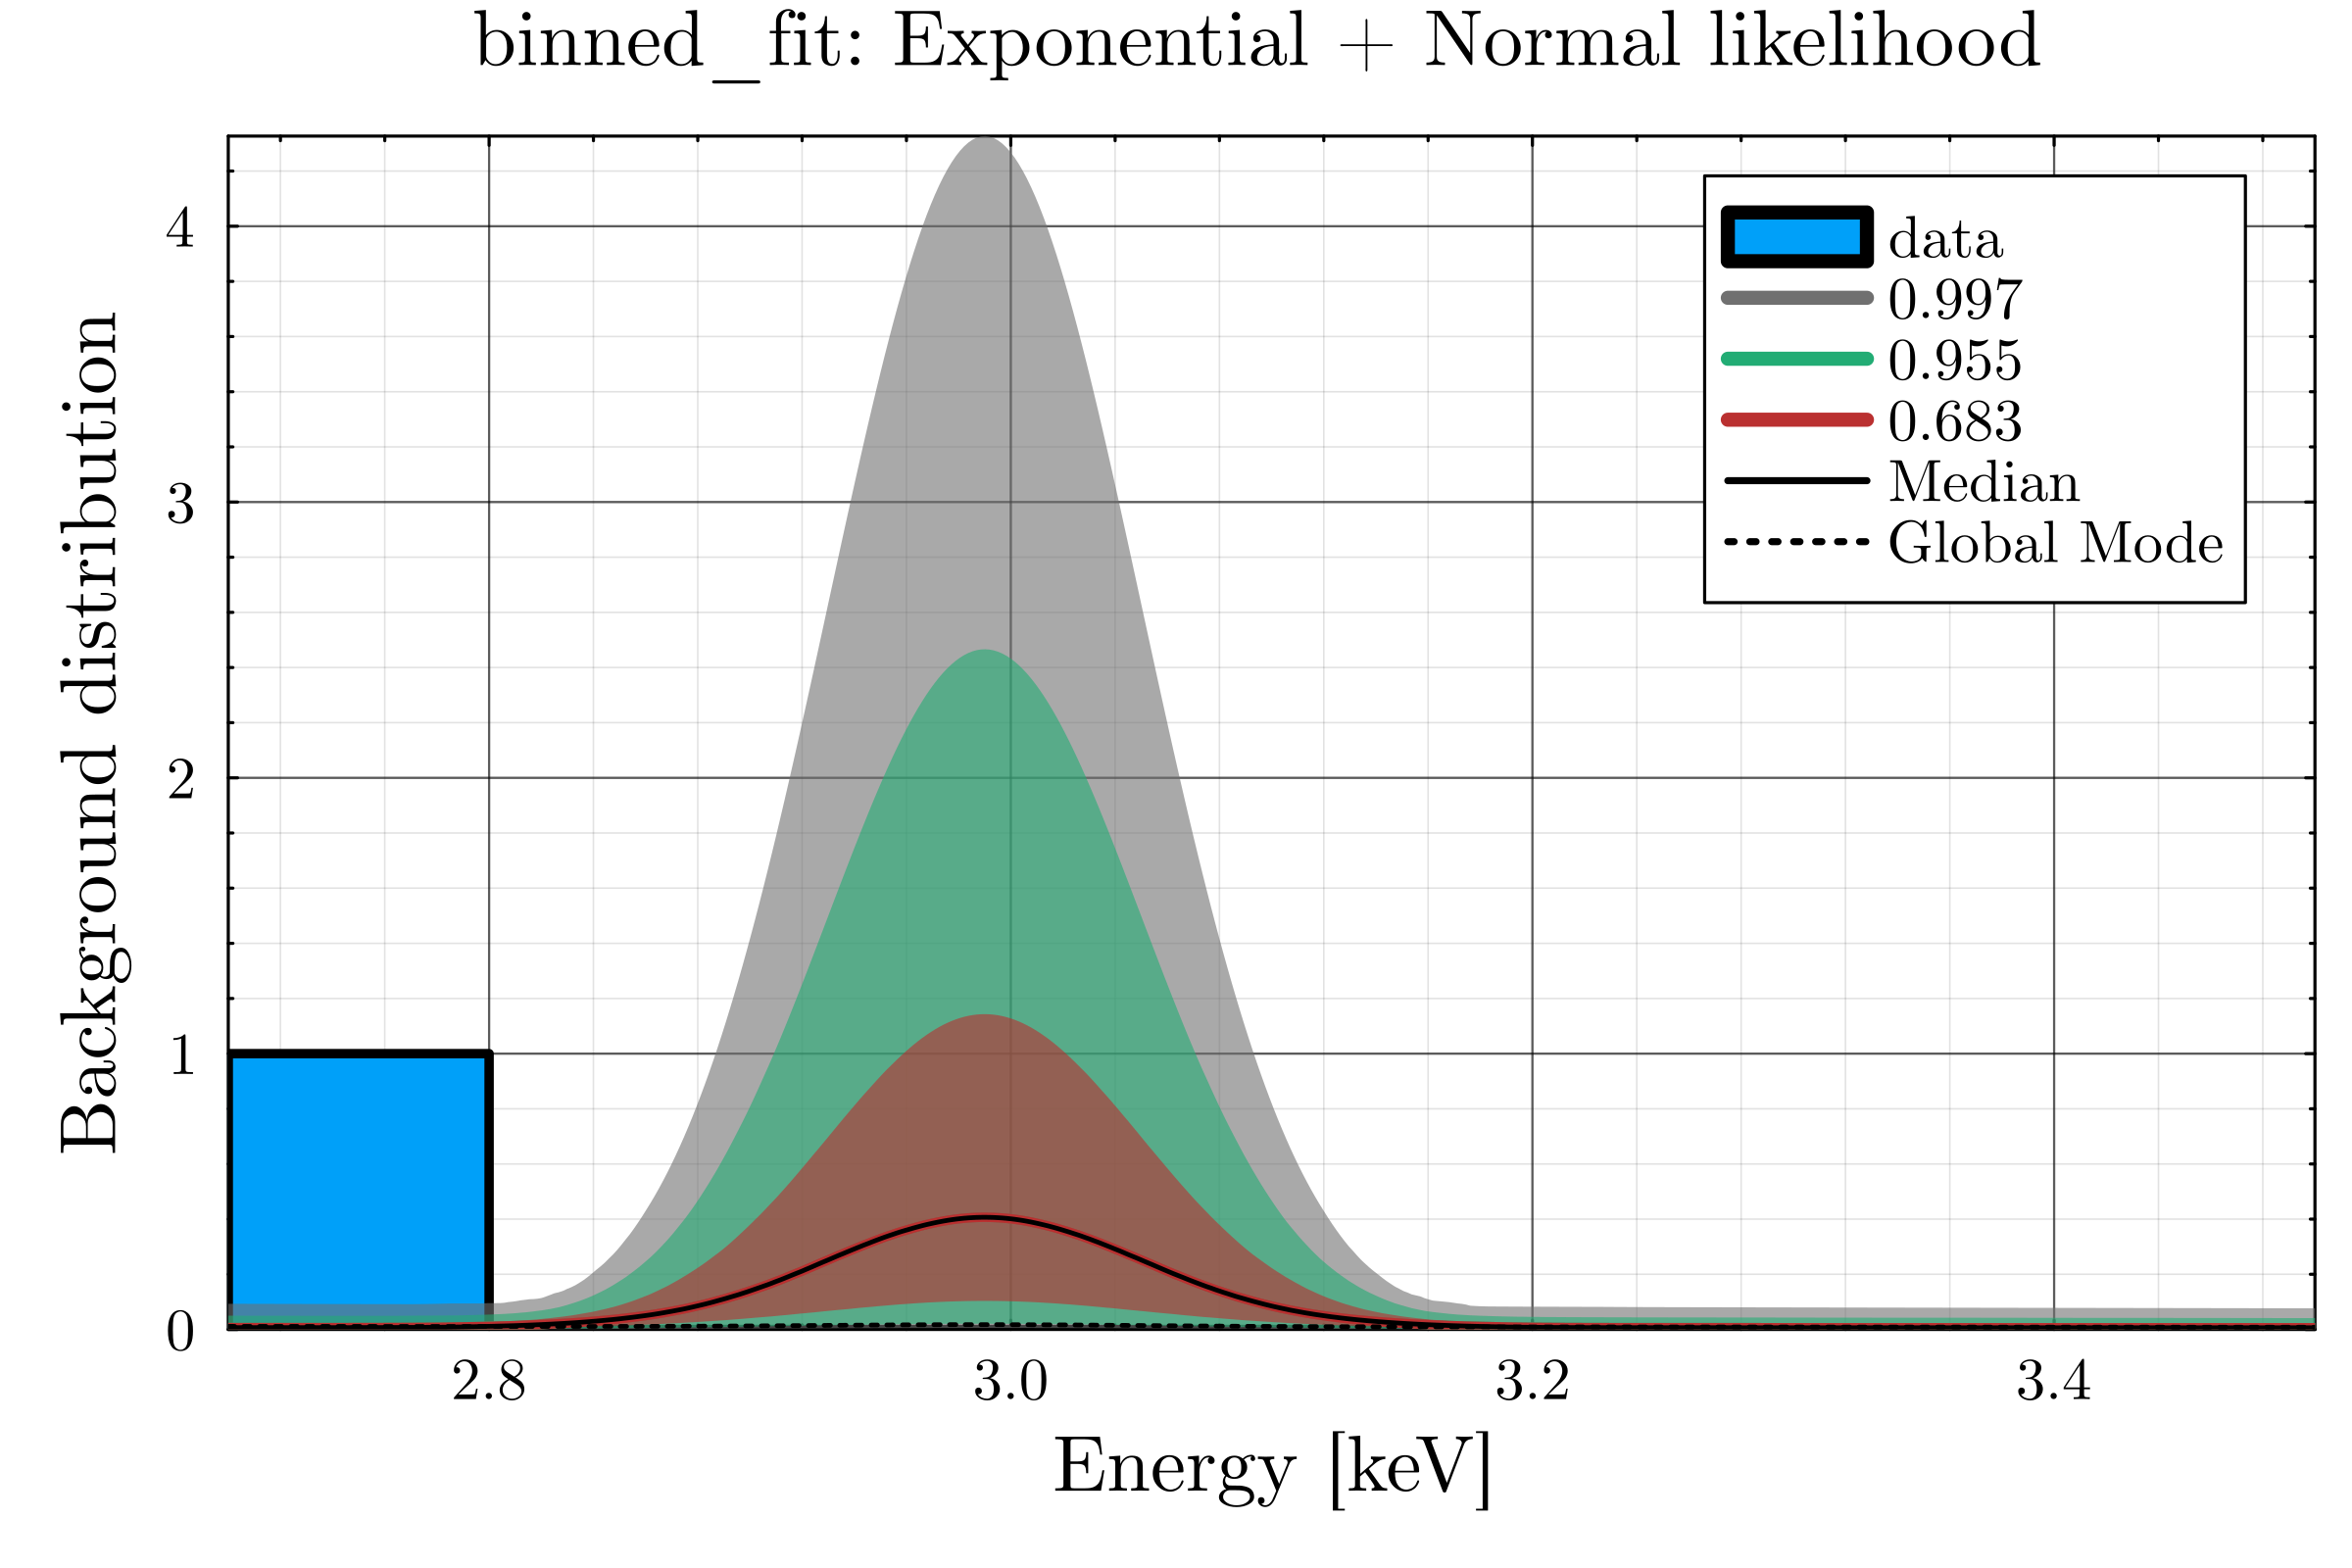 binned_fit: Exponential + Normal likelihood
Background distribution
4
3
2
1
0
data
0.997
0.955
0.683
Median
Global Mode
2.8 3.0 3.2 3.4
Energy [keV]